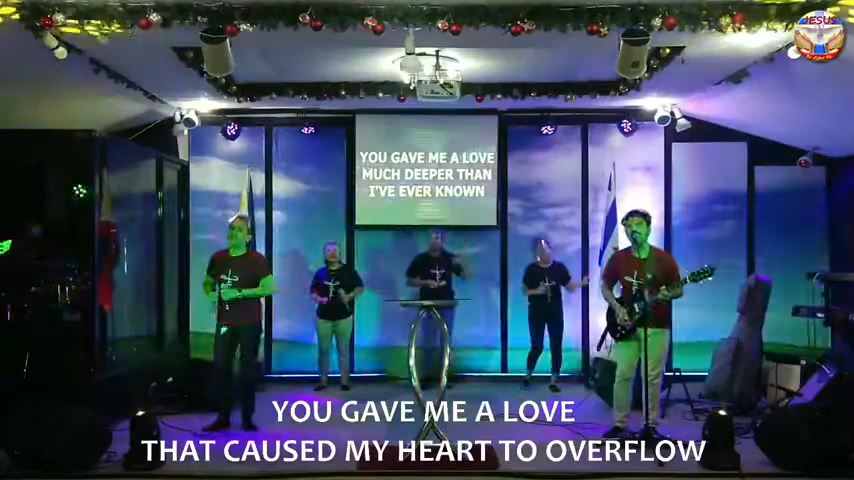 JESUS
YOU GAVE ME A LOVE
MUCH DEEPER THAN
I'VE EVER KNOWN
YOU GAVE ME A LOVE
THAT CAUSED MY HEART TO OVERFLOW